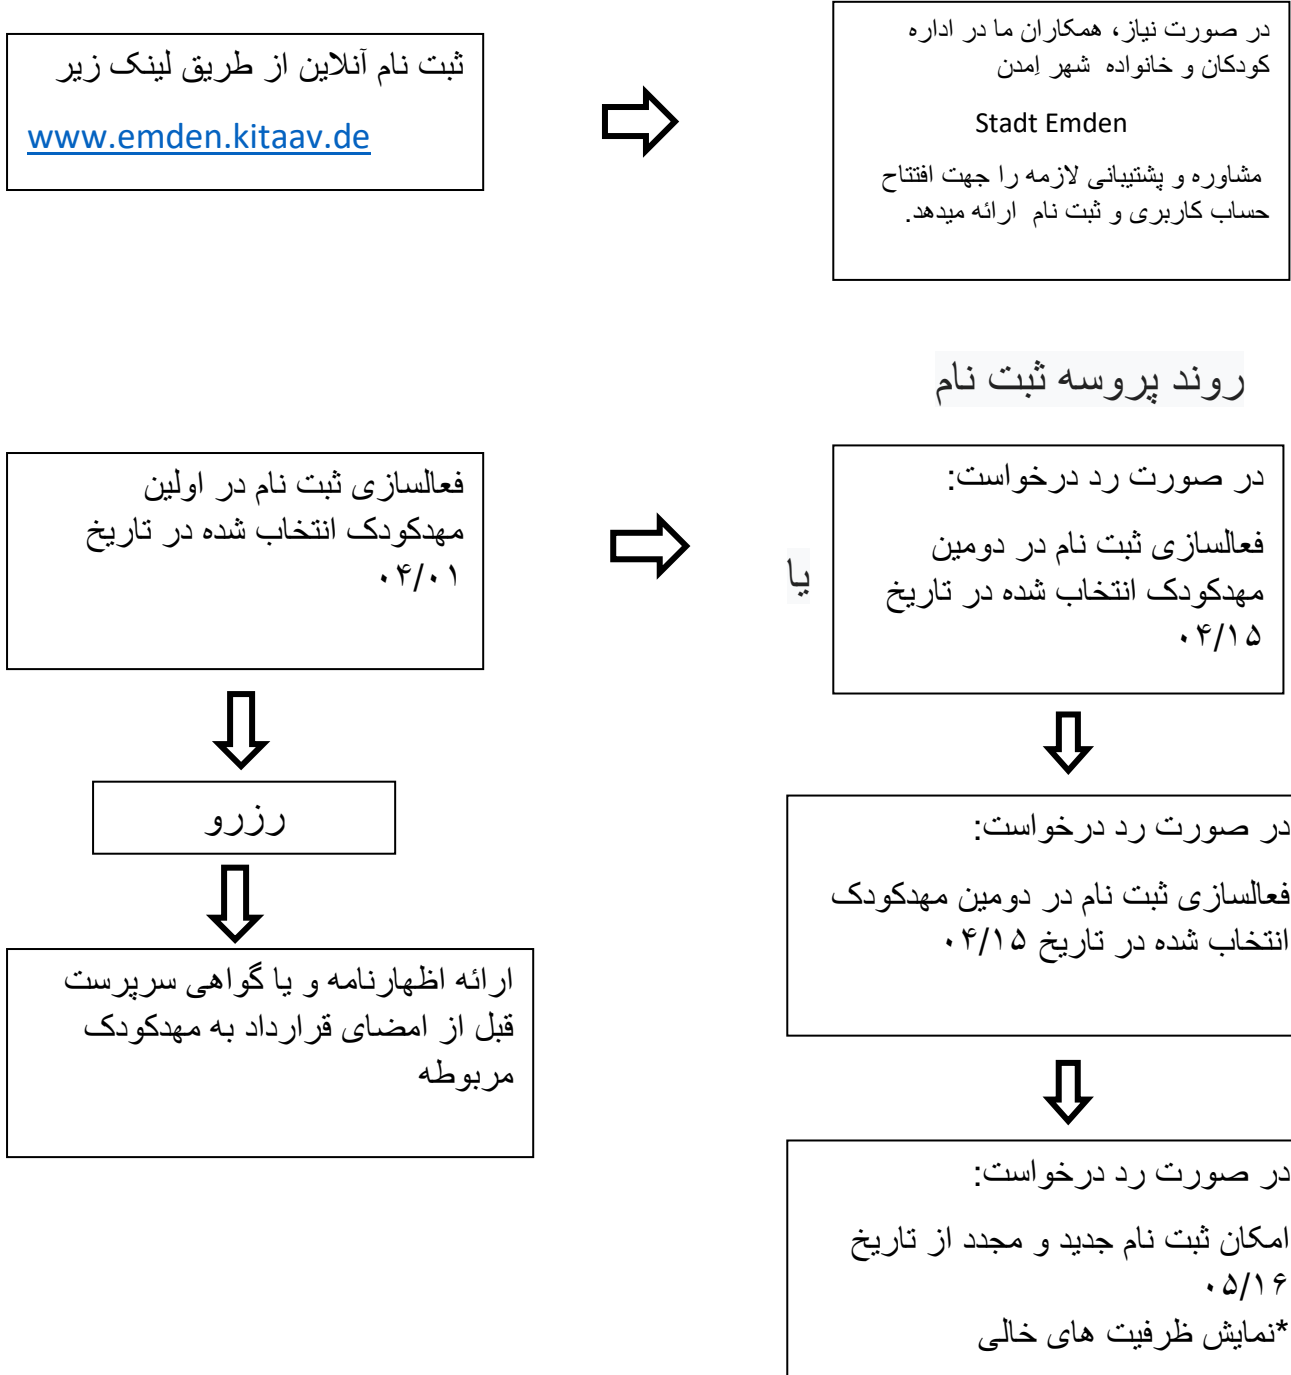 ثبت نام آنلاین از طریق لینک زیر
www.emden.kitaav.de
در صورت نیاز، همکاران ما در اداره
کودکان و خانواده شهر اِمدن
Stadt Emden
مشاوره و پشتیبانی لازمه را جهت افتتاح
حساب کاربری و ثبت نام ارائه میدهد.
روند پروسه ثبت نام
فعالسازی ثبت نام در اولین
مهدکودک انتخاب شده در تاریخ
۰۴/۰۱
یا
در صورت رد درخواست:
فعالسازی ثبت نام در دومین
مهدکودک انتخاب شده در تاریخ
۰۴/۱۵
رزرو
ارائه اظهارنامه و یا گواهی سرپرست
قبل از امضای قرارداد به مهدکودک
مربوطه
در صورت رد درخواست:
فعالسازی ثبت نام در دومین مهدکودک
انتخاب شده در تاریخ ۰۴/۱۵
در صورت رد درخواست:
امکان ثبت نام جدید و مجدد از تاریخ
۰۵/۱۶
*نمایش ظرفیت های خالی